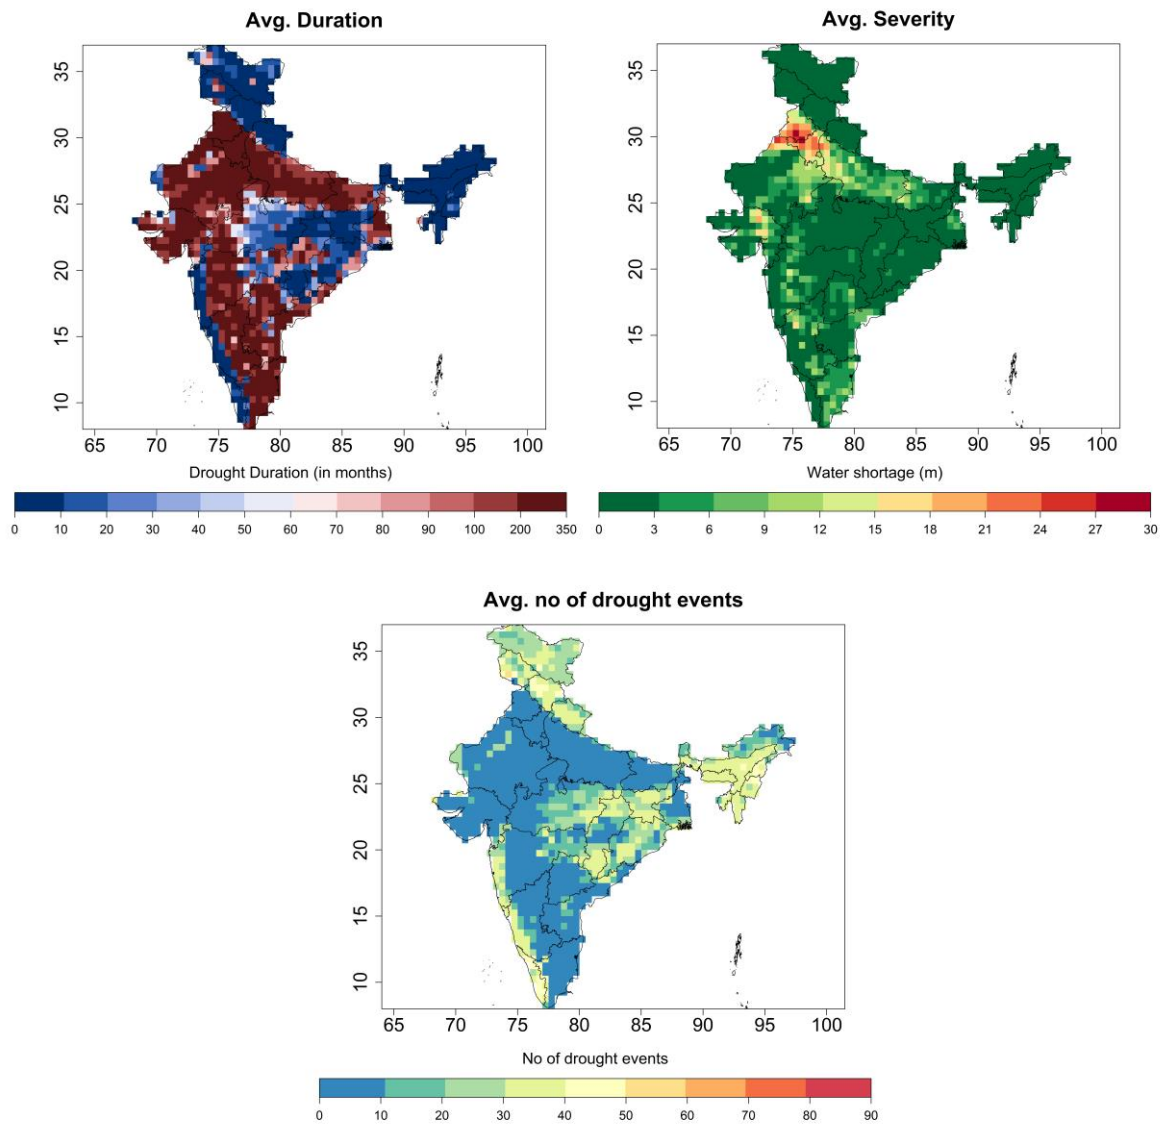 Avg. Duration
35
30
25
20
15
10
65 70 75 80 85 90 95 100
Drought Duration (in months)
0 10 20 30 40 50 60 70 80 90 100 200 350
Avg. Severity
35
30
25
20
15
10
65 70 75 80 85 90 95 100
Water shortage (m)
0 3 6 9 12 15 18 21 24 27 30
Avg. no of drought events
35
30
25
20
15
10
65 70 75 80 85 90 95 100
No of drought events
0 10 20 30 40 50 60 70 80 90